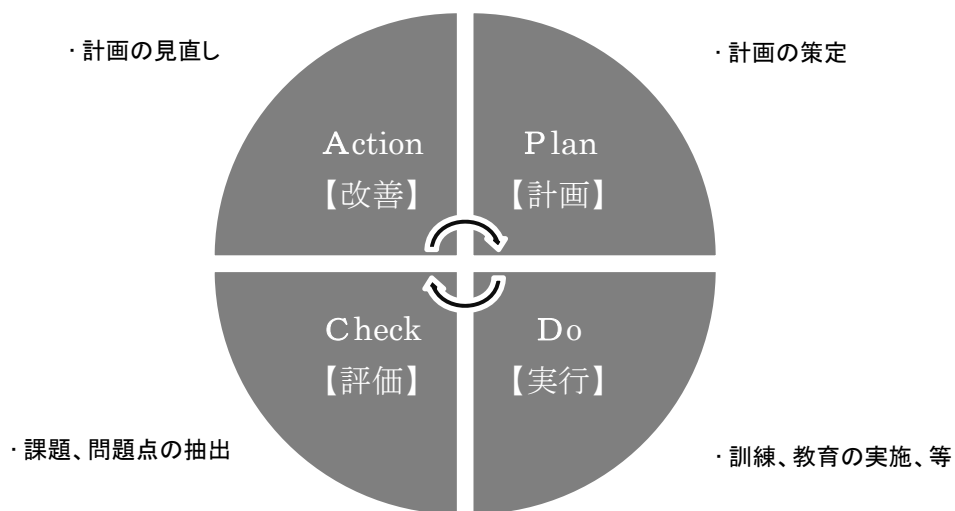 ・計画の見直し
・計画の策定
Action
【改善】
Plan
【計画】
Check
【評価】
Do
【実行】
・課題、問題点の抽出
・訓練、教育の実施、等